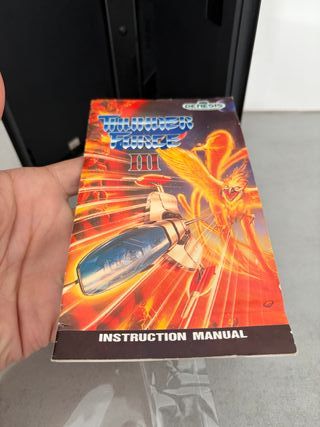 GENESIS
THUNDER
FORCE
III
INSTRUCTION MANUAL